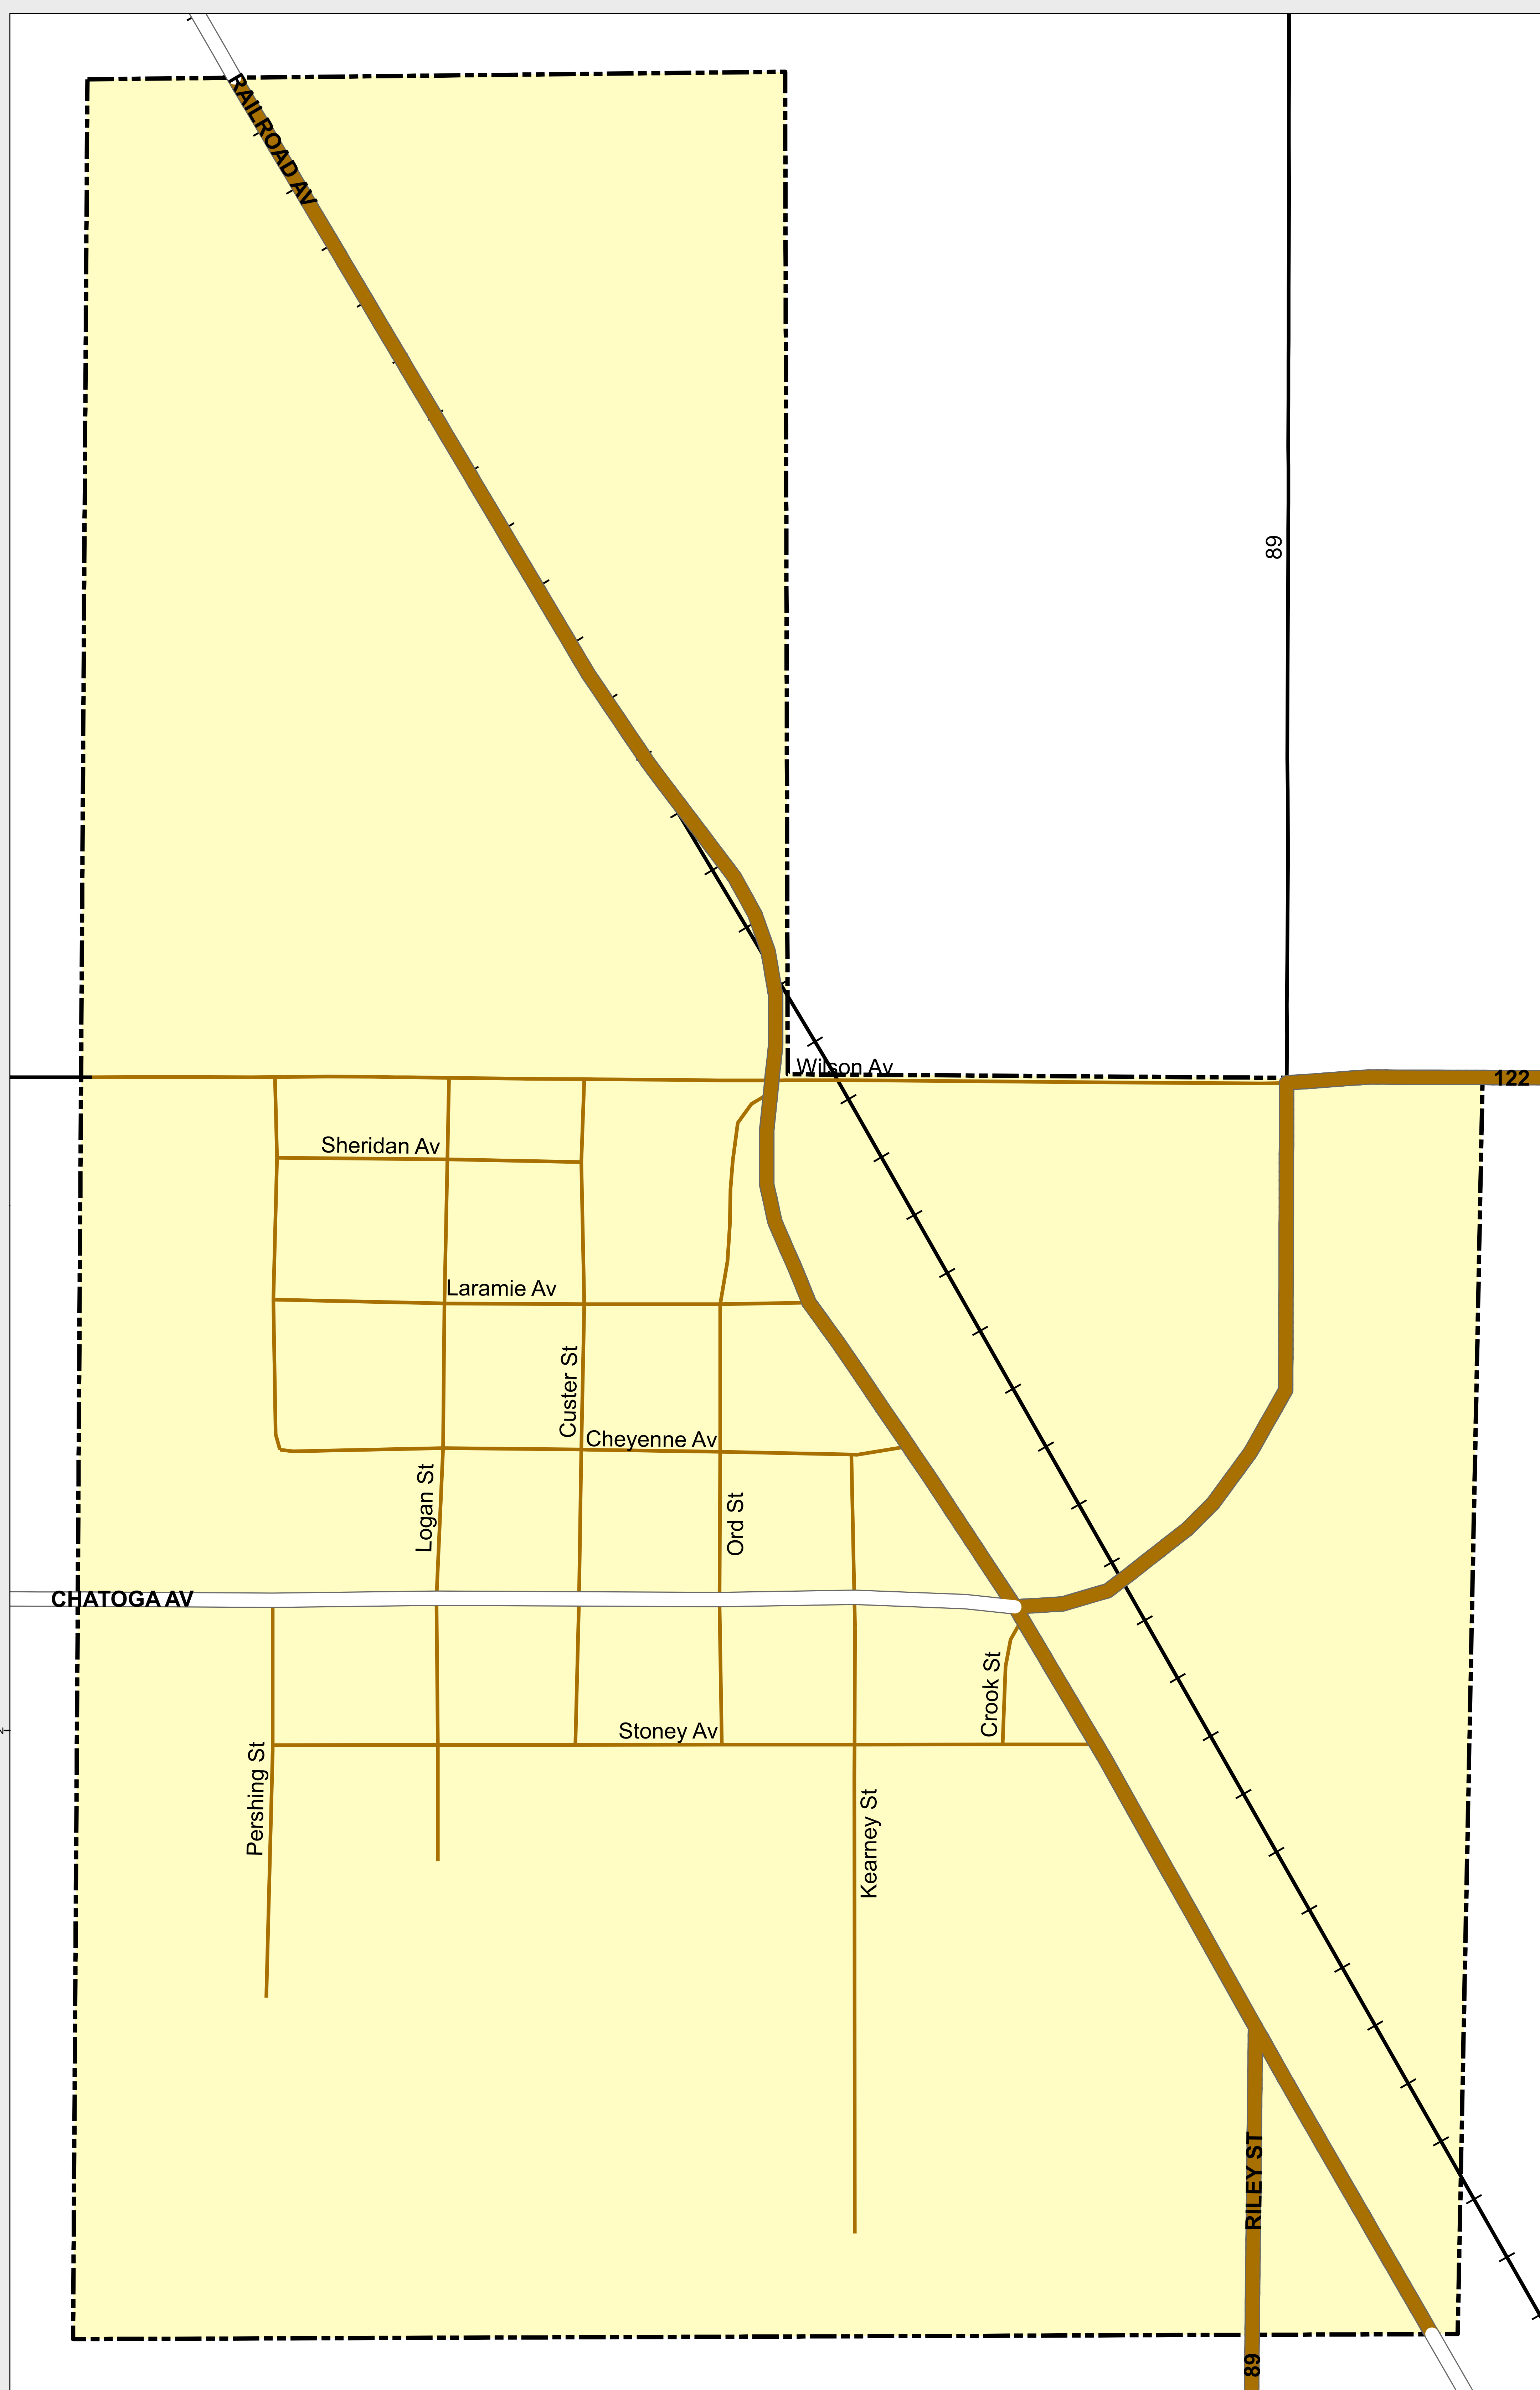 RAILROAD AV
89
Wilson Av
122
Sheridan Av
Laramie Av
Custer St
Cheyenne Av
Logan St
Ord St
CHATOGA AV
Crook St
Stoney Av
Pershing St
Kearney St
RILEY ST
89